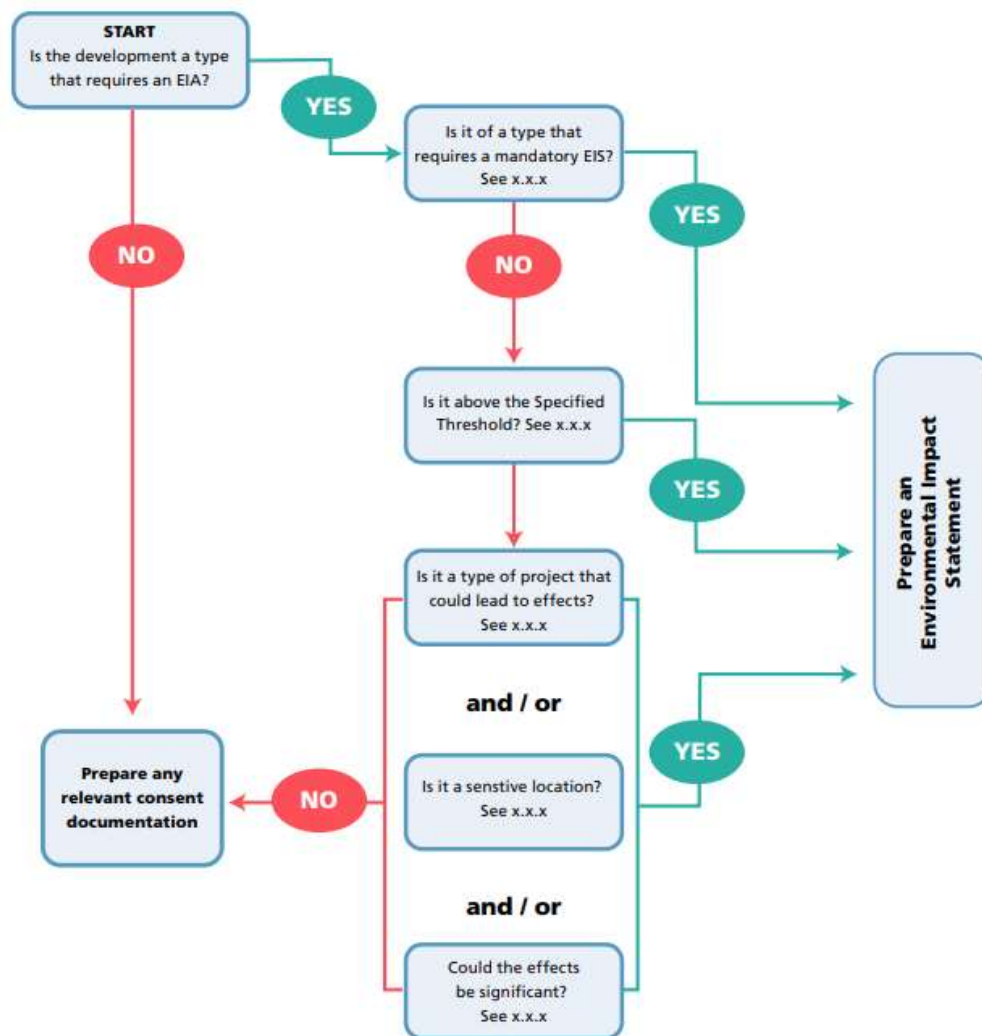 START
Is the development a type
that requires an EIA?
YES
Is it of a type that
requires a mandatory EIS?
See x.x.x
YES
NO
NO
Is it above the Specified
Threshold? See x.x.x
YES
Prepare an
Environmental Impact
Statement
Is it a type of project that
could lead to effects?
See x.x.x
and / or
YES
Prepare any
relevant consent
documentation
NO
Is it a senstive location?
See x.x.x
and / or
Could the effects
be significant?
See x.x.x